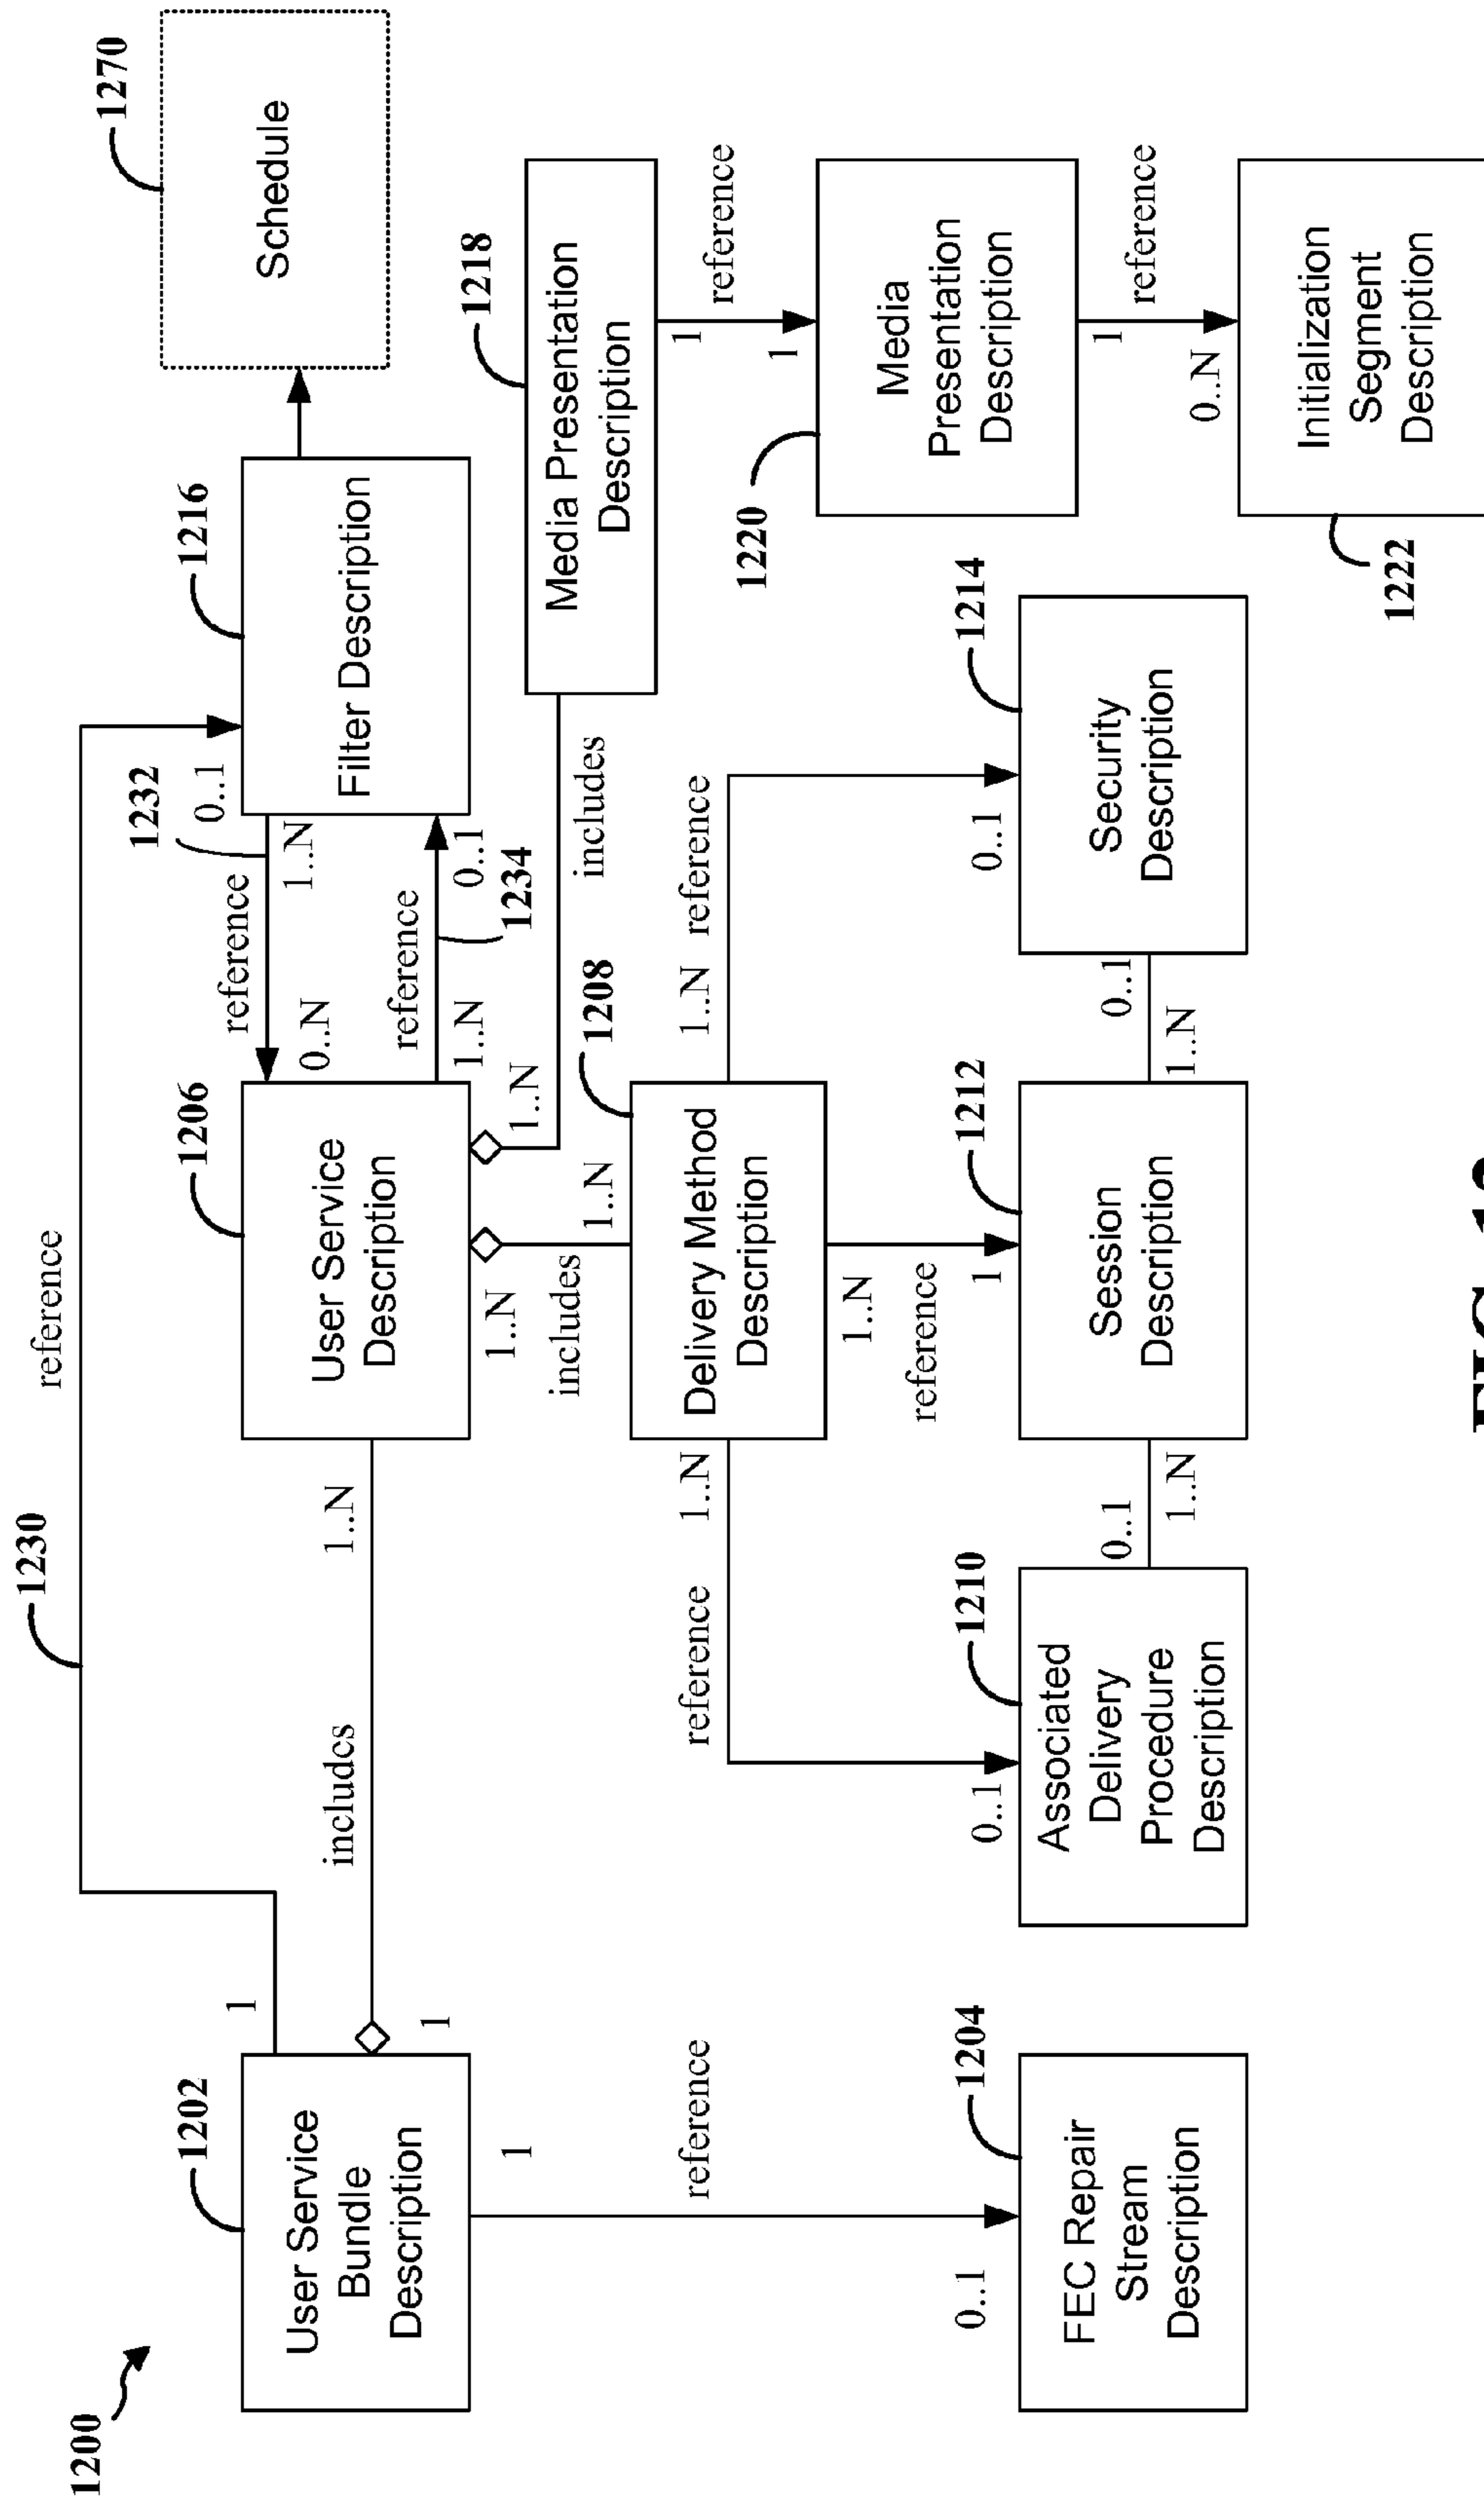 1200
1230
reference
1202
User Service
Bundle
Description
1
1
includes
1..N
1206
User Service
Description
reference
1232
0..1
1..N
0..N
reference
1234
0..1
1..N
1216
Filter Description
1270
Schedule
1218
Media Presentation
Description
includes
1..N
1..N
1..N
includes
1208
Delivery Method
Description
1
reference
0..1
1204
FEC Repair
Stream
Description
1..N
reference
0..1
1210
Associated
Delivery
Procedure
Description
1..N
reference
1
1212
Session
Description
0..1
1..N
1..N
reference
0..1
1214
Security
Description
0..1
1..N
1
reference
1
1220
Media
Presentation
Description
1
reference
0..N
1222
Initialization
Segment
Description